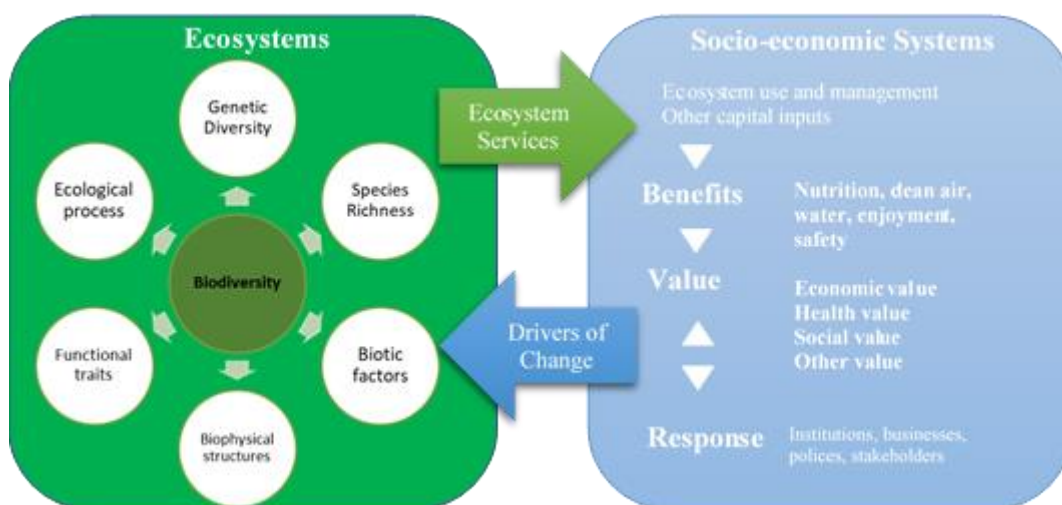 Ecosystems
Genetic
Diversity
Ecological
process
Species
Richness
Biodiversity
Functional
traits
Biotic
factors
Biophysical
structures
Ecosystem
Services
Drivers of
Change
Socio-economic Systems
Ecosystem use and management
Other capital inputs
Benefits
Nutrition, dean air,
water, enjoyment,
safety
Value
Economic value
Health value
Social value
Other value
Response
Institutions, businesses,
polices, stakeholders